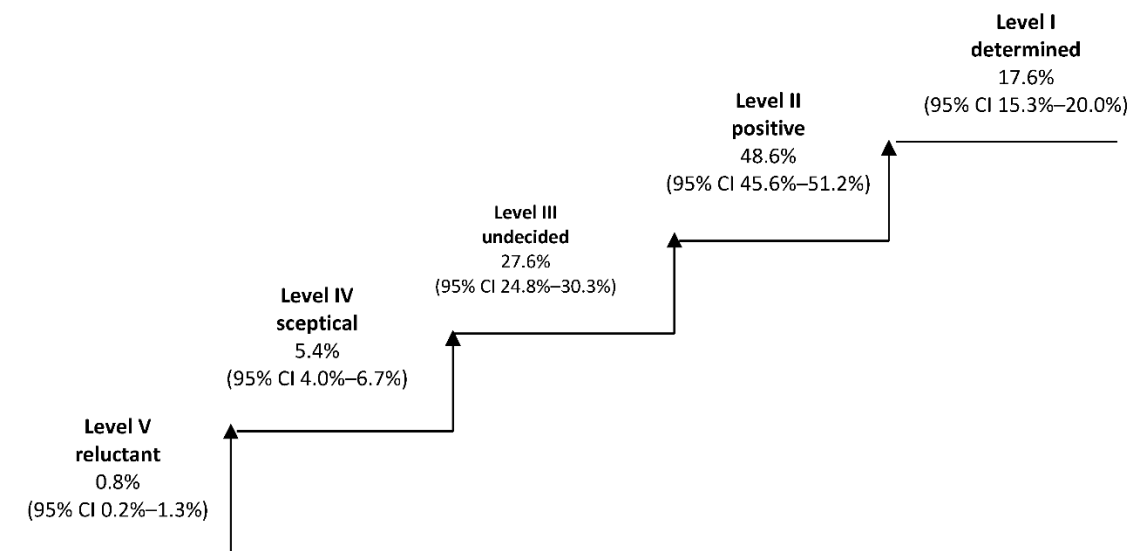 Level I
determined
17.6%
(95% CI 15.3%–20.0%)
Level II
positive
48.6%
(95% CI 45.6%–51.2%)
Level III
undecided
27.6%
(95% CI 24.8%–30.3%)
Level IV
sceptical
5.4%
(95% CI 4.0%–6.7%)
Level V
reluctant
0.8%
(95% CI 0.2%–1.3%)